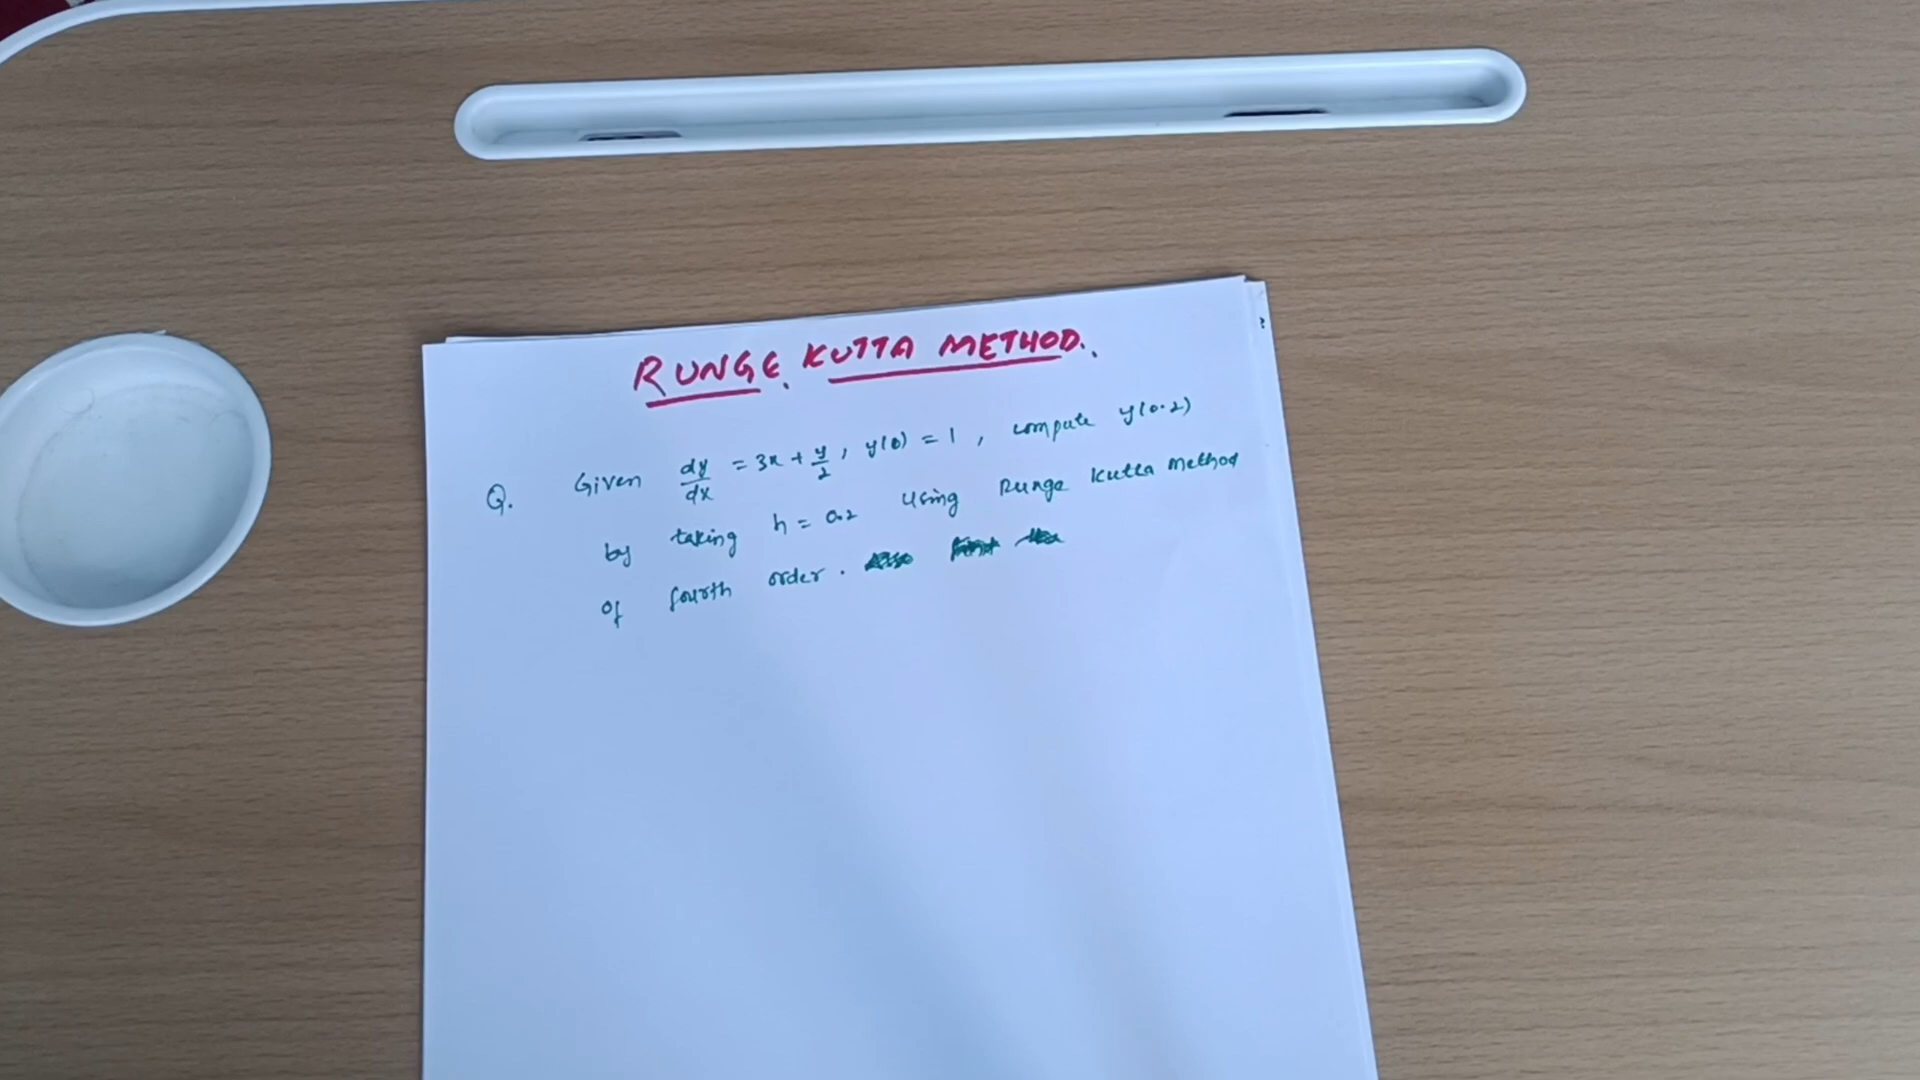 RUNGE KUTTA METHOD.
Q. Given dy/dx = 3x + y/2, y(0) = 1, compute y(0.2)
by taking h = 0.2 using Runge Kutta Method
of fourth order.